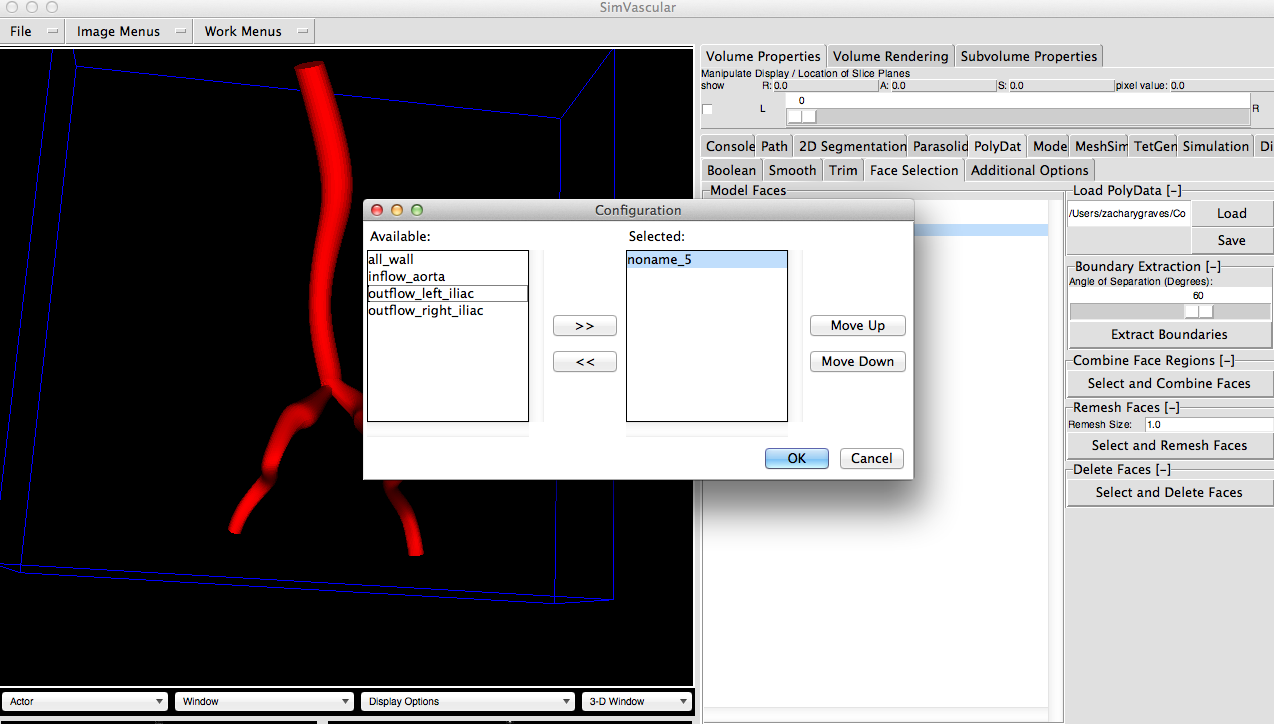 SimVascular
File Image Menus Work Menus
Volume Properties Volume Rendering Subvolume Properties
Manipulate Display / Location of Slice Planes
show R: 0.0 A: 0.0 S: 0.0 pixel value: 0.0
0
L R
Console Path 2D Segmentation Parasolid PolyDat Mode MeshSim TetGen Simulation Di
Boolean Smooth Trim Face Selection Additional Options
Model Faces
Load PolyData [-]
/Users/zacharygraves/Co Load
Save
Boundary Extraction [-]
Angle of Separation (Degrees):
60
Extract Boundaries
Combine Face Regions [-]
Select and Combine Faces
Remesh Faces [-]
Remesh Size: 1.0
Select and Remesh Faces
Delete Faces [-]
Select and Delete Faces
Configuration
Available: Selected:
all_wall noname_5
inflow_aorta
outflow_left_iliac
outflow_right_iliac
>> Move Up
<< Move Down
OK Cancel
Actor Window Display Options 3-D Window